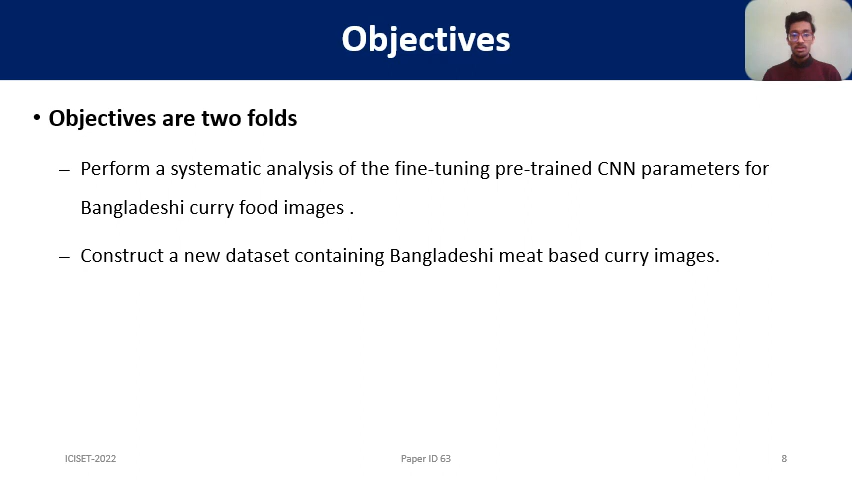 Objectives
• Objectives are two folds
– Perform a systematic analysis of the fine-tuning pre-trained CNN parameters for
Bangladeshi curry food images .
– Construct a new dataset containing Bangladeshi meat based curry images.
ICISET-2022
Paper ID 63
8